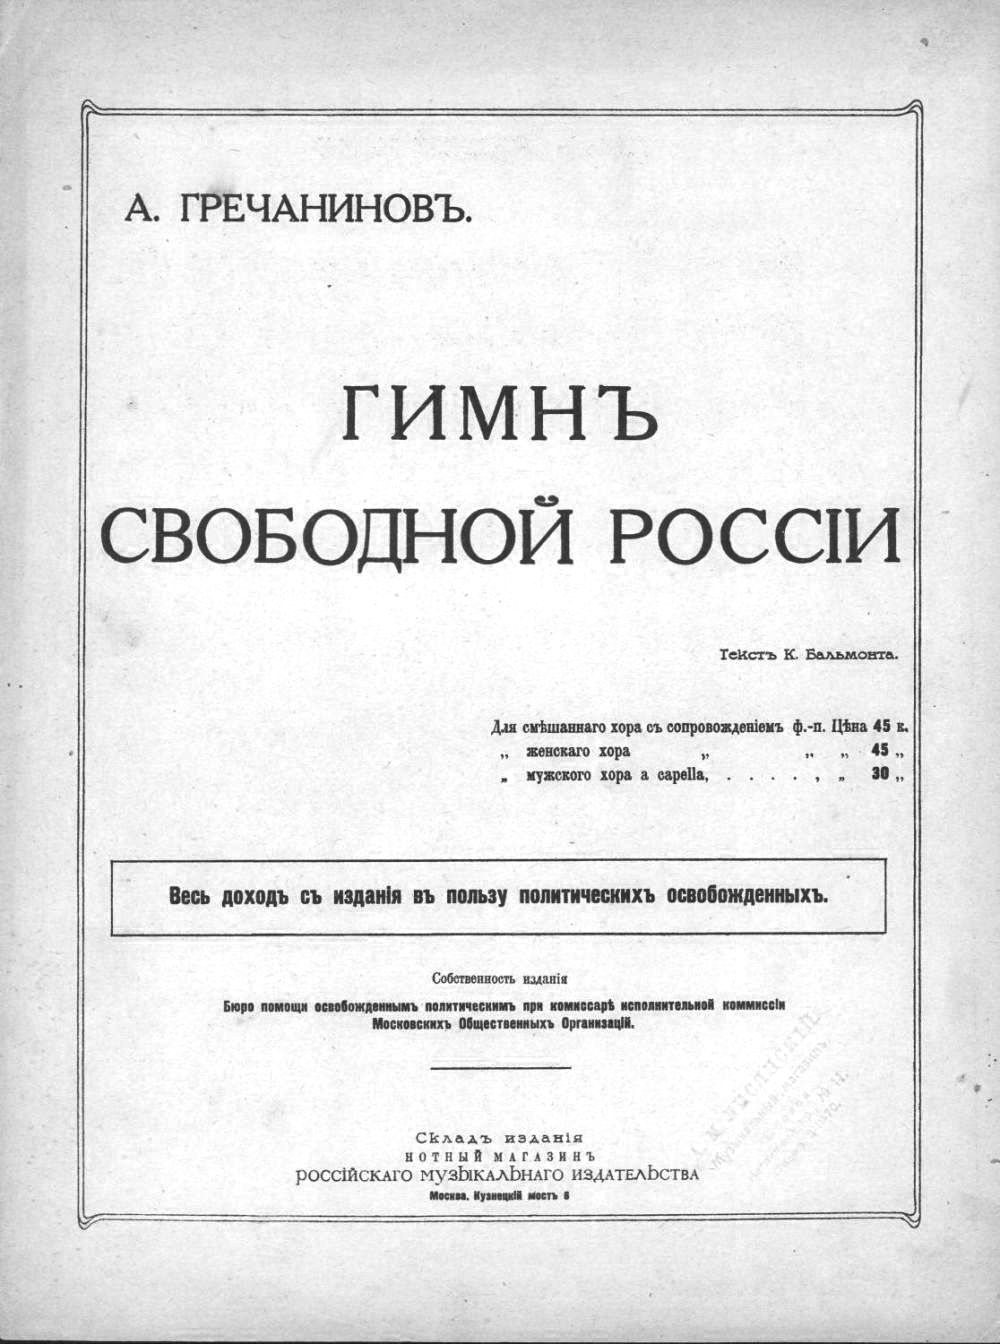 А. ГРЕЧАНИНОВЪ.
ГИМНЪ
СВОБОДНОЙ РОССІИ
Текстъ К. Бальмонта.
Для смѣшаннаго хора съ сопровожденіемъ ф.-п. Цѣна 45 к.
„ женскаго хора „ „ „ 45 „
„ мужского хора a capella, . . . . , „ 30 „
Весь доходъ съ изданія въ пользу политическихъ освобожденныхъ.
Собственность изданія
Бюро помощи освобожденнымъ политическимъ при комиссарѣ исполнительной коммиссіи
Московскихъ Общественныхъ Организацій.
Складъ изданія
НОТНЫЙ МАГАЗИНЪ
РОССІЙСКАГО МУЗЫКАЛЬНАГО ИЗДАТЕЛЬСТВА
Москва. Кузнецкій мостъ 6